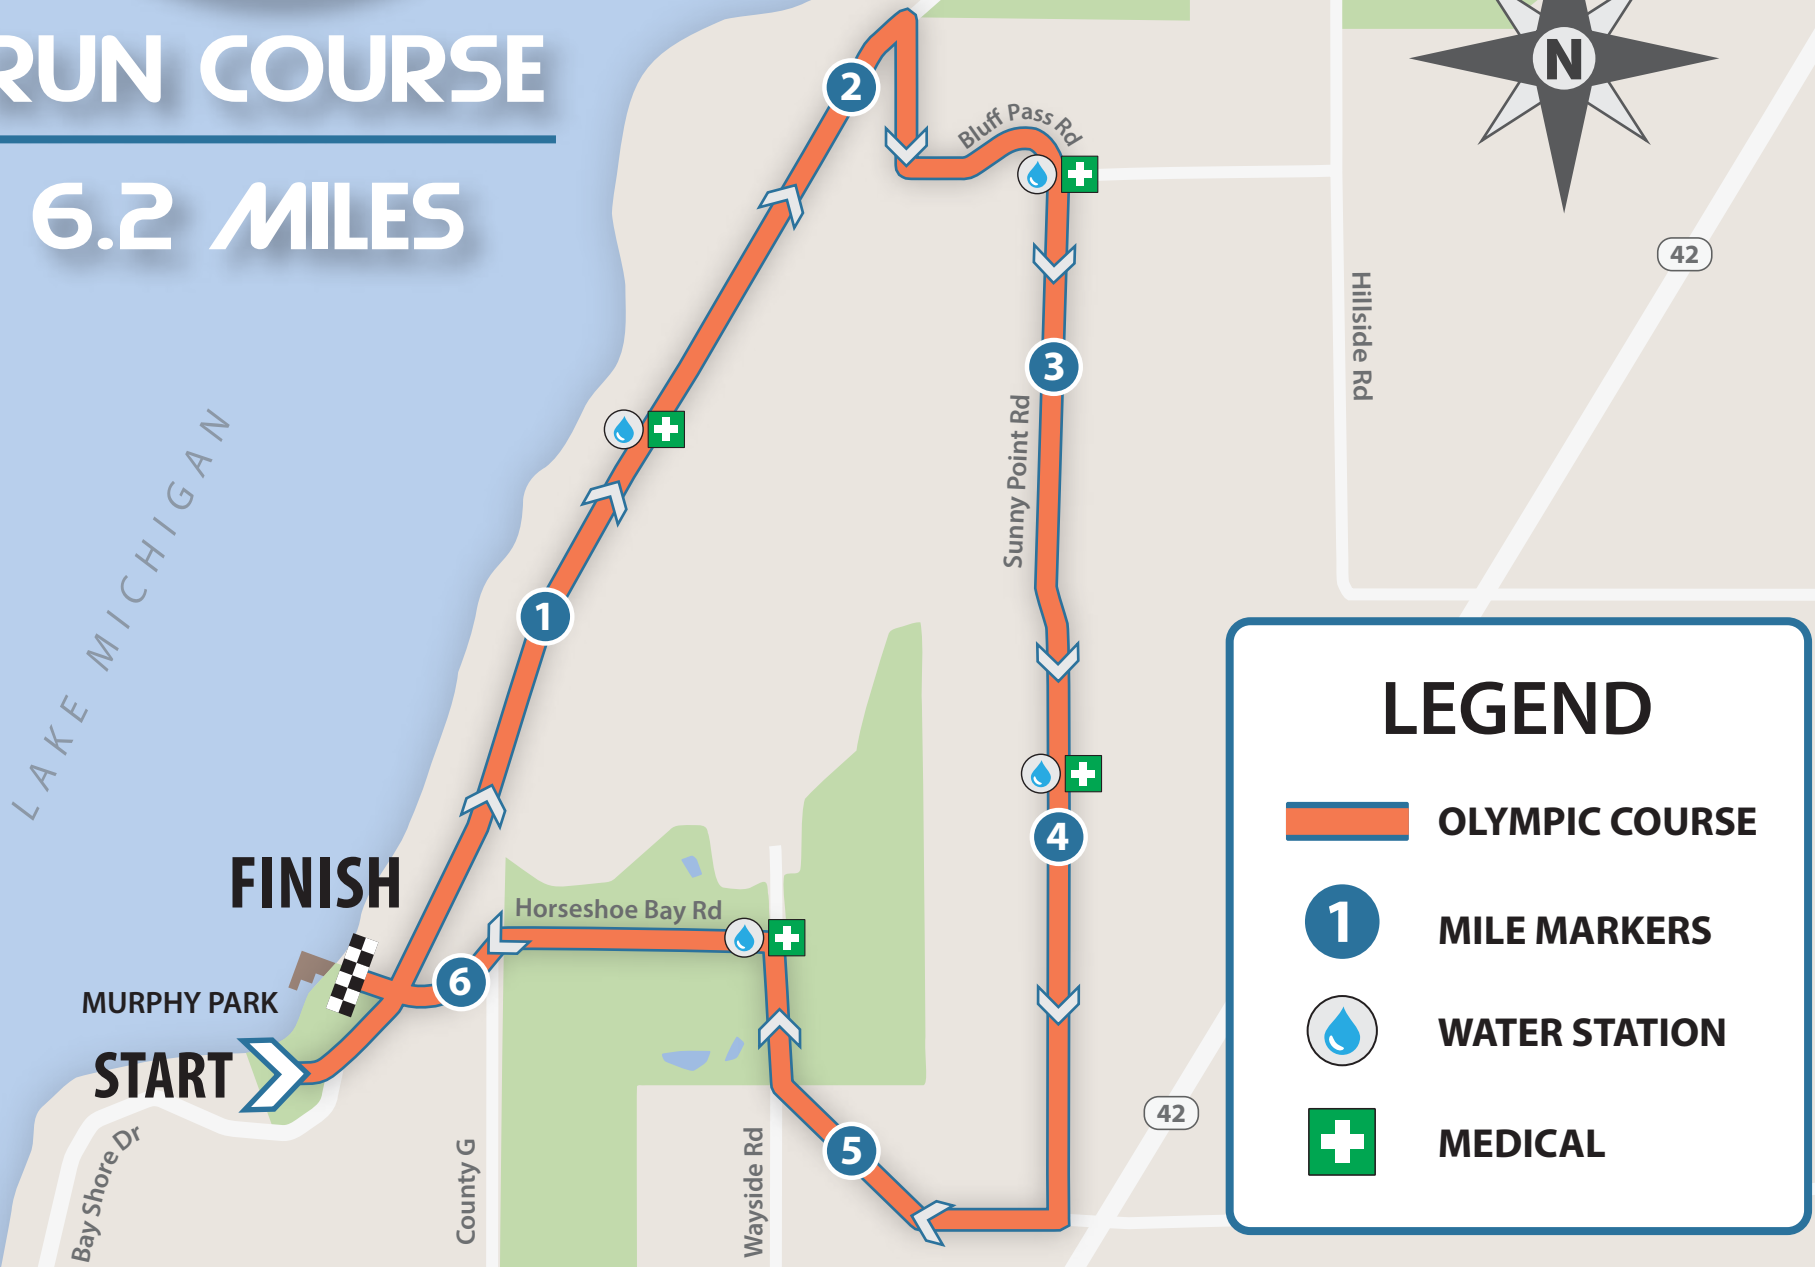 RUN COURSE
6.2 MILES
N
2
Bluff Pass Rd
42
Hillside Rd
3
Sunny Point Rd
LAKE MICHIGAN
1
4
FINISH
Horseshoe Bay Rd
6
MURPHY PARK
START
Bay Shore Dr
County G
Wayside Rd
5
42
LEGEND
OLYMPIC COURSE
1 MILE MARKERS
WATER STATION
MEDICAL